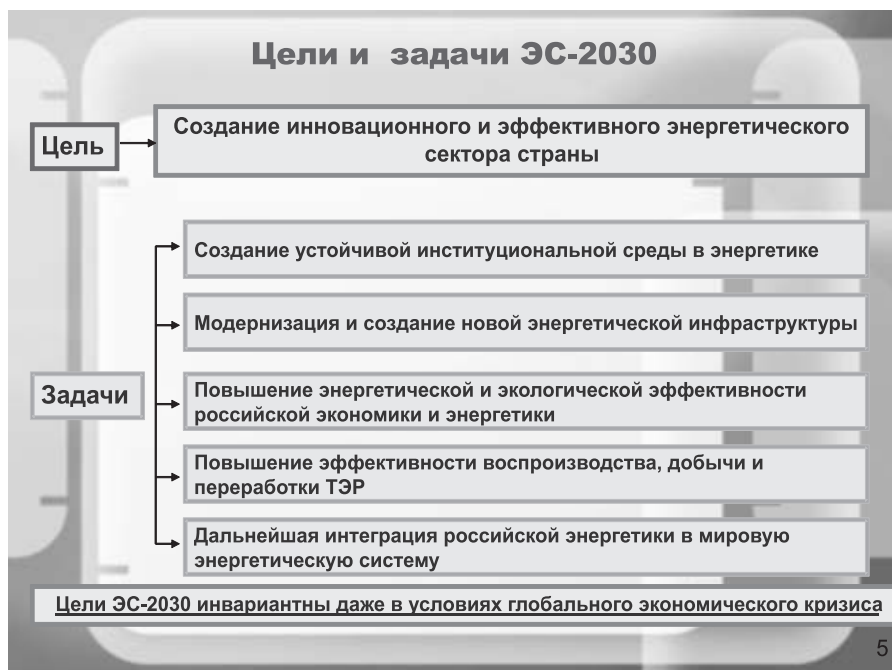 Цели и задачи ЭС-2030
Цель
Создание инновационного и эффективного энергетического
сектора страны
Задачи
Создание устойчивой институциональной среды в энергетике
Модернизация и создание новой энергетической инфраструктуры
Повышение энергетической и экологической эффективности
российской экономики и энергетики
Повышение эффективности воспроизводства, добычи и
переработки ТЭР
Дальнейшая интеграция российской энергетики в мировую
энергетическую систему
Цели ЭС-2030 инвариантны даже в условиях глобального экономического кризиса
5